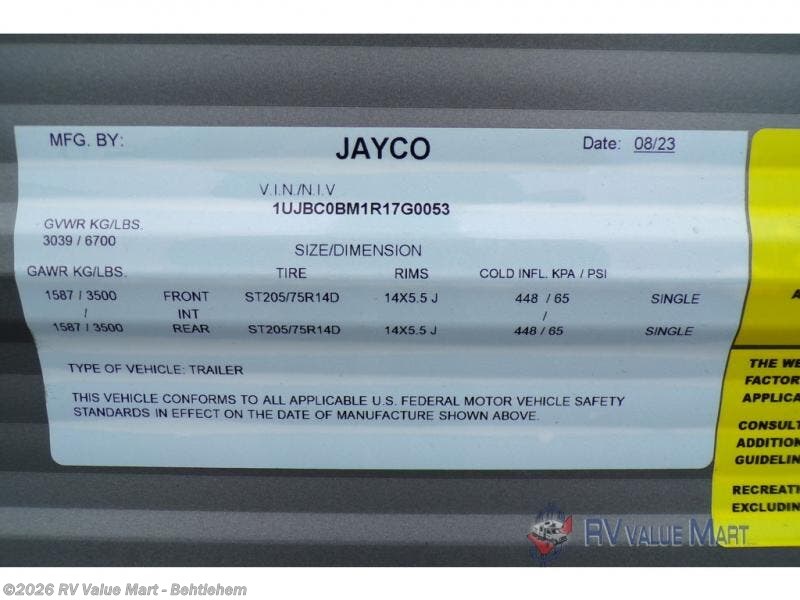 MFG. BY: JAYCO Date: 08/23
V.I.N./N.I.V
1UJBC0BM1R17G0053
GVWR KG/LBS.
3039 / 6700
SIZE/DIMENSION
GAWR KG/LBS. TIRE RIMS COLD INFL. KPA / PSI
1587 / 3500 FRONT ST205/75R14D 14X5.5 J 448 / 65 SINGLE
/ INT /
1587 / 3500 REAR ST205/75R14D 14X5.5 J 448 / 65 SINGLE
TYPE OF VEHICLE: TRAILER
THIS VEHICLE CONFORMS TO ALL APPLICABLE U.S. FEDERAL MOTOR VEHICLE SAFETY
STANDARDS IN EFFECT ON THE DATE OF MANUFACTURE SHOWN ABOVE.
THE WE
FACTOR
APPLICA
CONSULT
ADDITION
GUIDELIN
RECREAT
EXCLUDIN
RV VALUE MART
©2026 RV Value Mart - Behtlehem